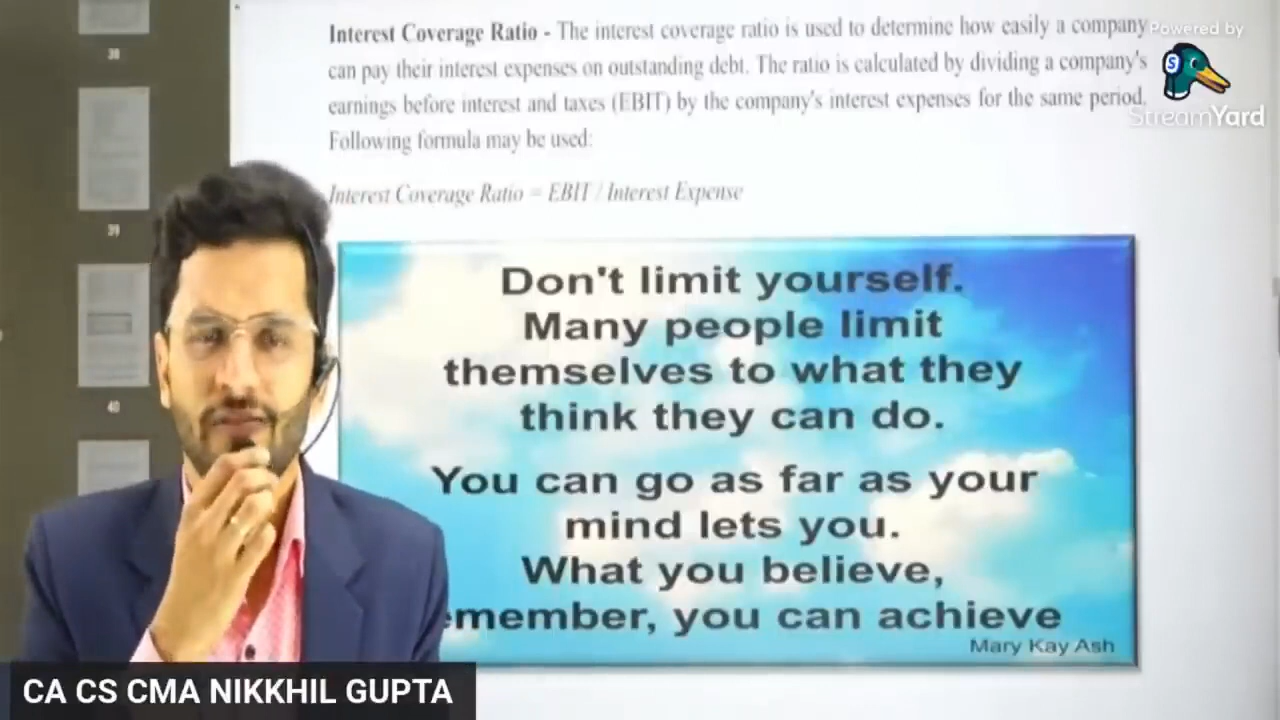 Interest Coverage Ratio - The interest coverage ratio is used to determine how easily a company
can pay their interest expenses on outstanding debt. The ratio is calculated by dividing a company's
earnings before interest and taxes (EBIT) by the company's interest expenses for the same period.
Following formula may be used:
Interest Coverage Ratio = EBIT / Interest Expense
Powered by
S
StreamYard
38
39
40
Don't limit yourself.
Many people limit
themselves to what they
think they can do.
You can go as far as your
mind lets you.
What you believe,
emember, you can achieve
Mary Kay Ash
CA CS CMA NIKKHIL GUPTA